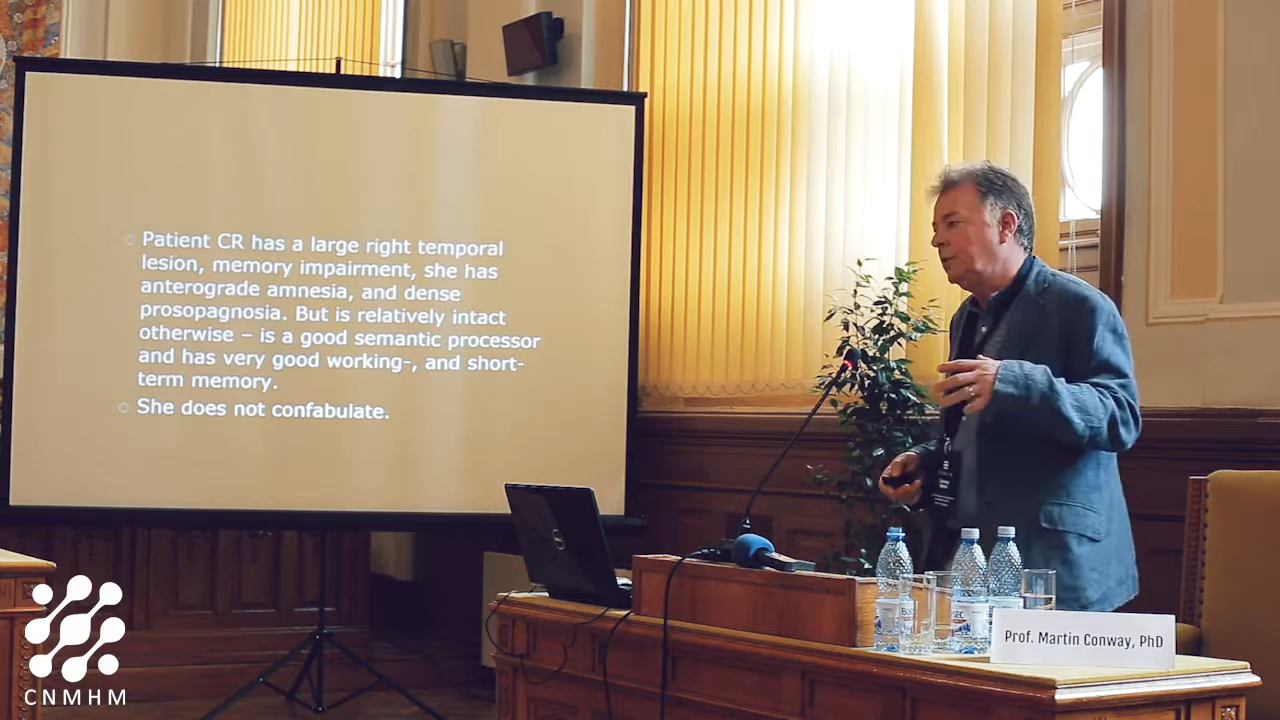 Patient CR has a large right temporal
lesion, memory impairment, she has
anterograde amnesia, and dense
prosopagnosia. But is relatively intact
otherwise – is a good semantic processor
and has very good working-, and short-
term memory.
She does not confabulate.
Prof. Martin Conway, PhD
CNMHM